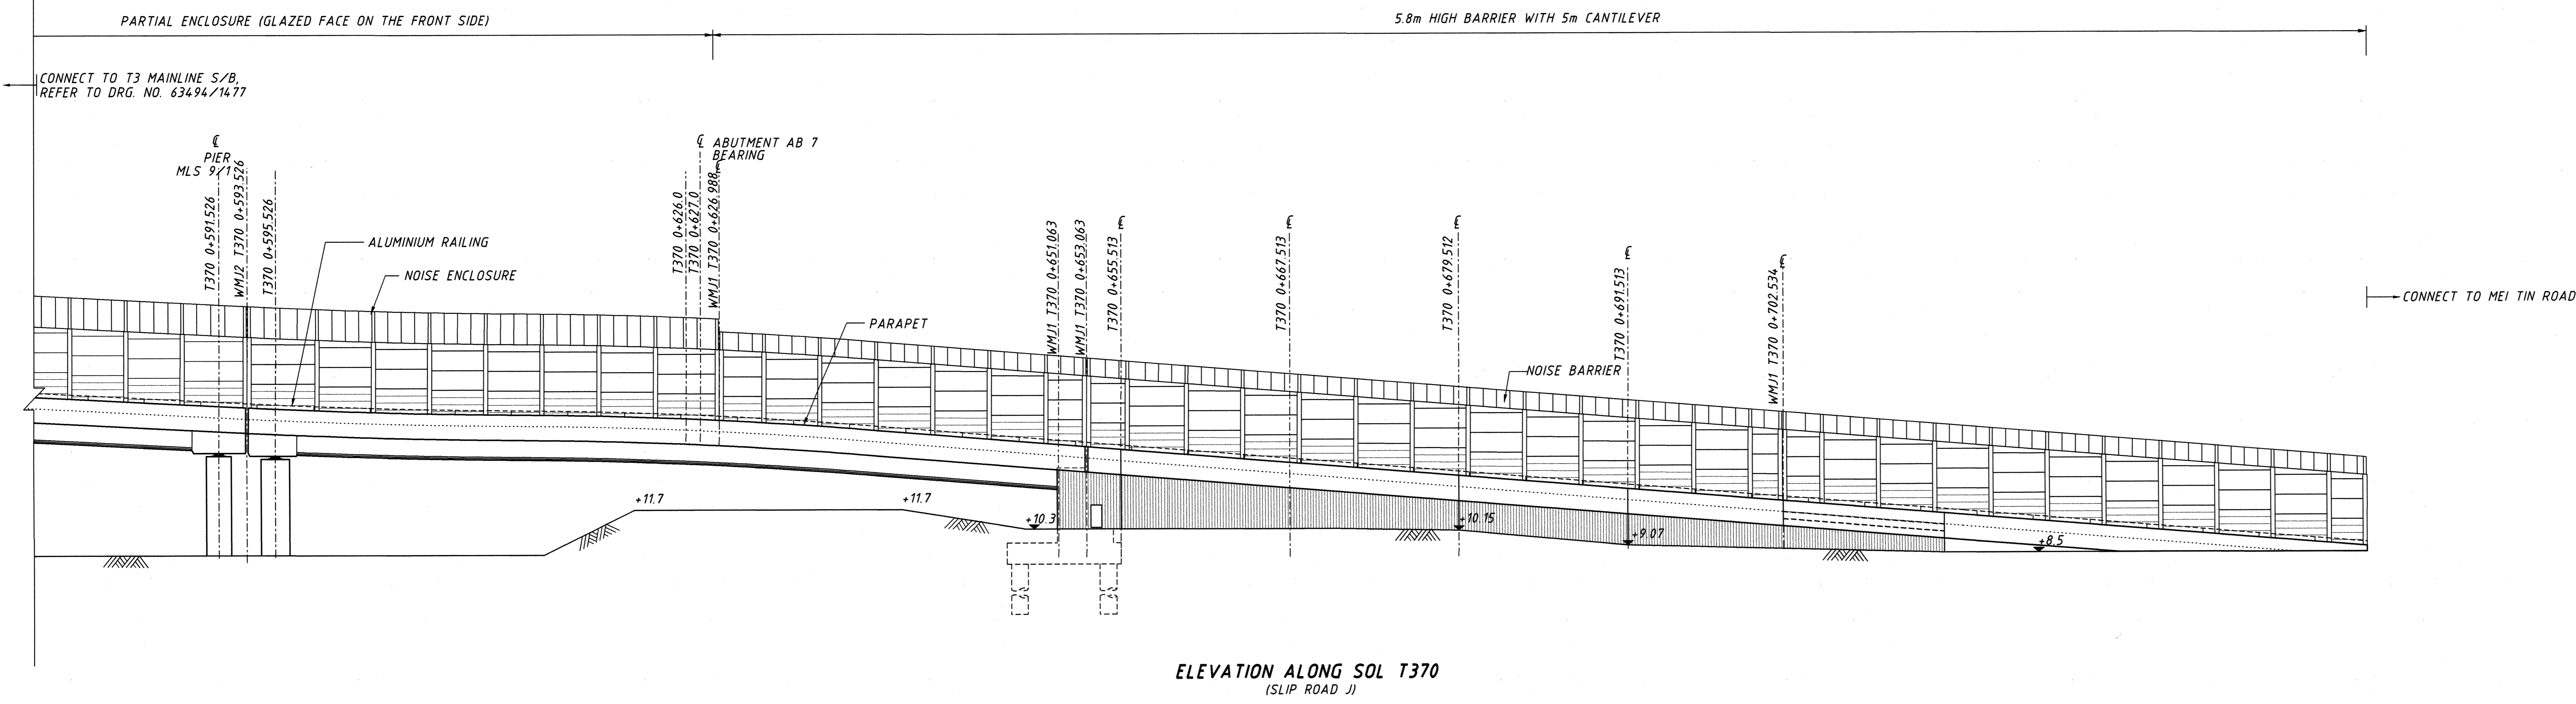 PARTIAL ENCLOSURE (GLAZED FACE ON THE FRONT SIDE)
5.8m HIGH BARRIER WITH 5m CANTILEVER
CONNECT TO T3 MAINLINE S/B,
REFER TO DRG. NO. 63494/1477
℄
PIER
MLS 9/1
T370 0+591.526
WMJ2 T370 0+593.526
T370 0+595.526
℄ ABUTMENT AB 7
BEARING
℄
T370 0+626.0
T370 0+627.0
WMJ1 T370 0+626.988
ALUMINIUM RAILING
NOISE ENCLOSURE
PARAPET
WMJ1 T370 0+651.063
WMJ1 T370 0+653.063
℄
T370 0+655.513
℄
T370 0+667.513
℄
T370 0+679.512
℄
T370 0+691.513
℄
WMJ1 T370 0+702.534
CONNECT TO MEI TIN ROAD
NOISE BARRIER
+11.7
+11.7
+10.3
+10.15
+9.07
+8.5
ELEVATION ALONG SOL T370
(SLIP ROAD J)